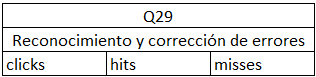 Q29
Reconocimiento y corrección de errores
clicks hits misses